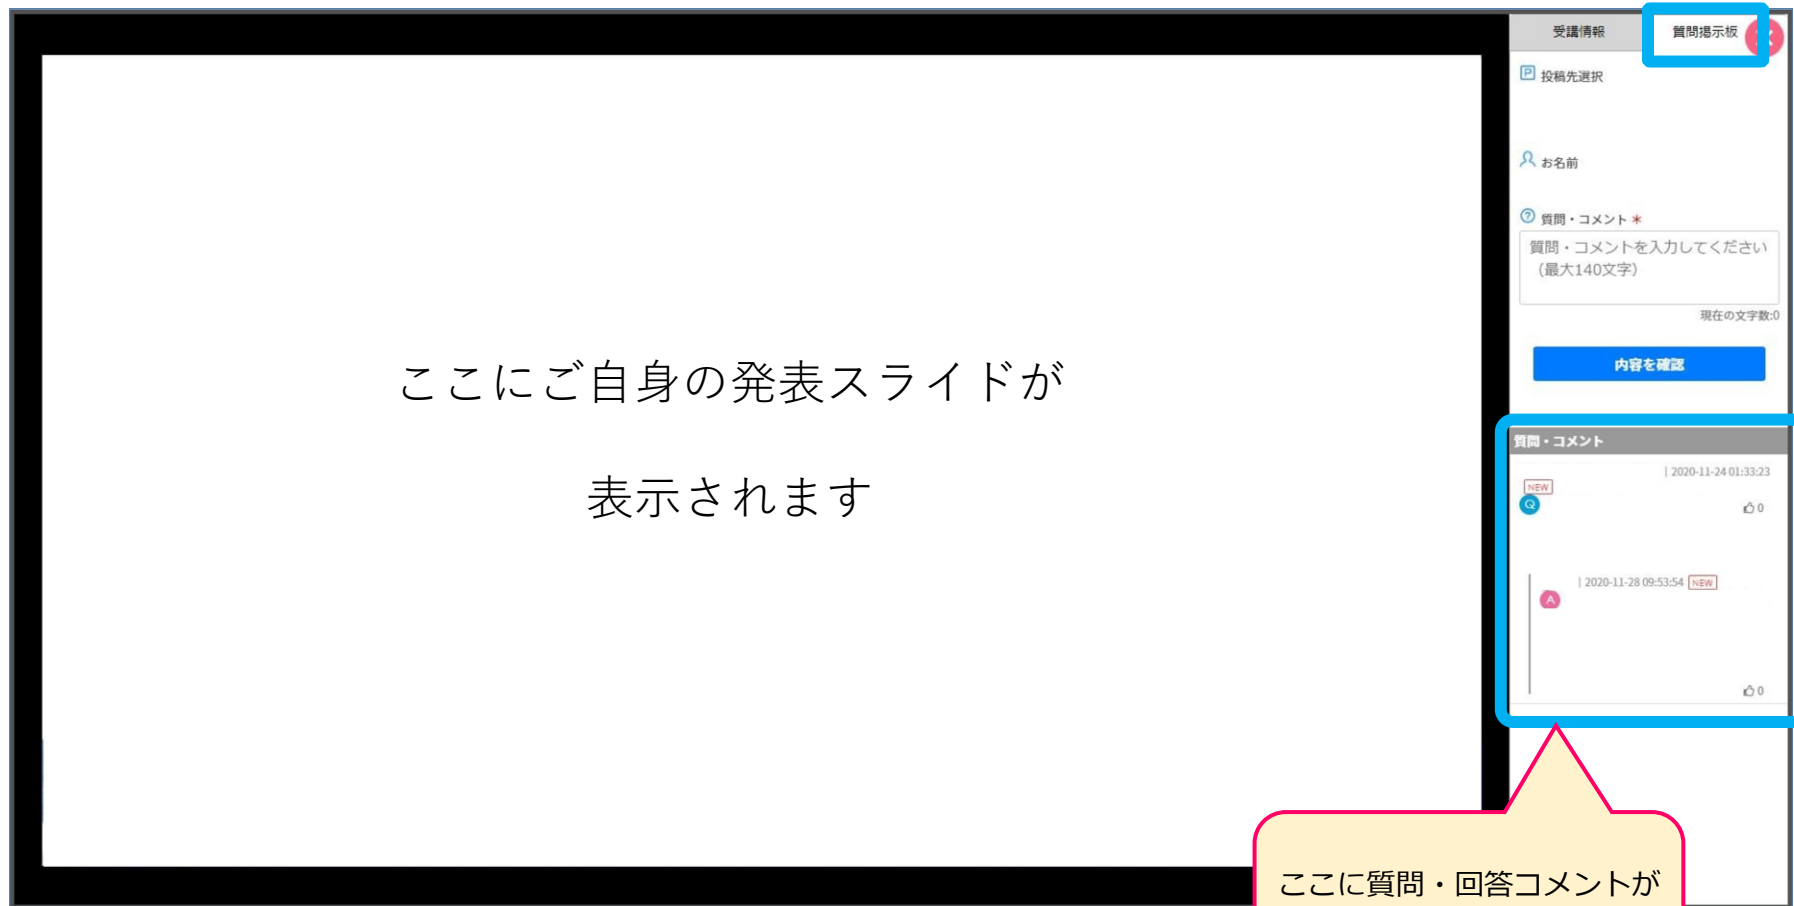 受講情報
質問掲示板
投稿先選択
お名前
質問・コメント *
質問・コメントを入力してください
（最大140文字）
現在の文字数:0
内容を確認
ここにご自身の発表スライドが
表示されます
質問・コメント
| 2020-11-24 01:33:23
NEW
Q
0
| 2020-11-28 09:53:54 NEW
A
0
ここに質問・回答コメントが